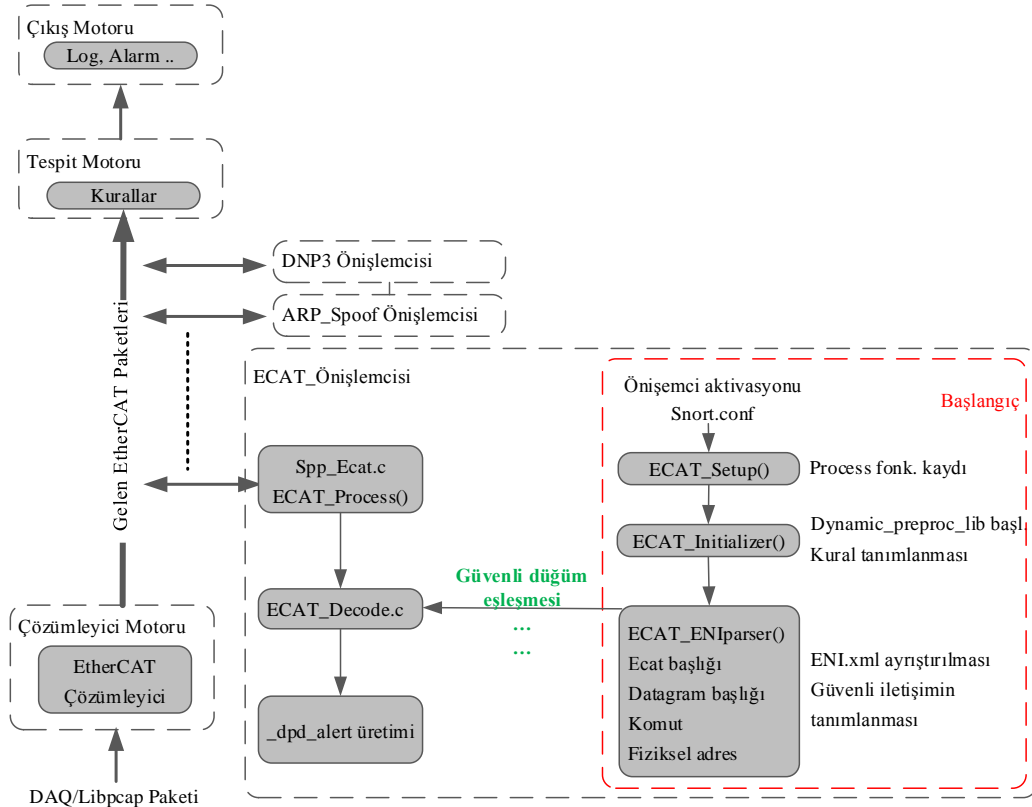 Çıkış Motoru
Log, Alarm ..
Tespit Motoru
Kurallar
DNP3 Önişlemcisi
ARP_Spoof Önişlemcisi
Gelen EtherCAT Paketleri
ECAT_Önişlemcisi
Spp_Ecat.c
ECAT_Process()
ECAT_Decode.c
_dpd_alert üretimi
Güvenli düğüm
eşleşmesi
...
...
Başlangıç
Önişemci aktivasyonu
Snort.conf
ECAT_Setup()
Process fonk. kaydı
ECAT_Initializer()
Dynamic_preproc_lib başl.
Kural tanımlanması
ECAT_ENIparser()
Ecat başlığı
Datagram başlığı
Komut
Fiziksel adres
ENI.xml ayrıştırılması
Güvenli iletişimin
tanımlanması
Çözümleyici Motoru
EtherCAT
Çözümleyici
DAQ/Libpcap Paketi